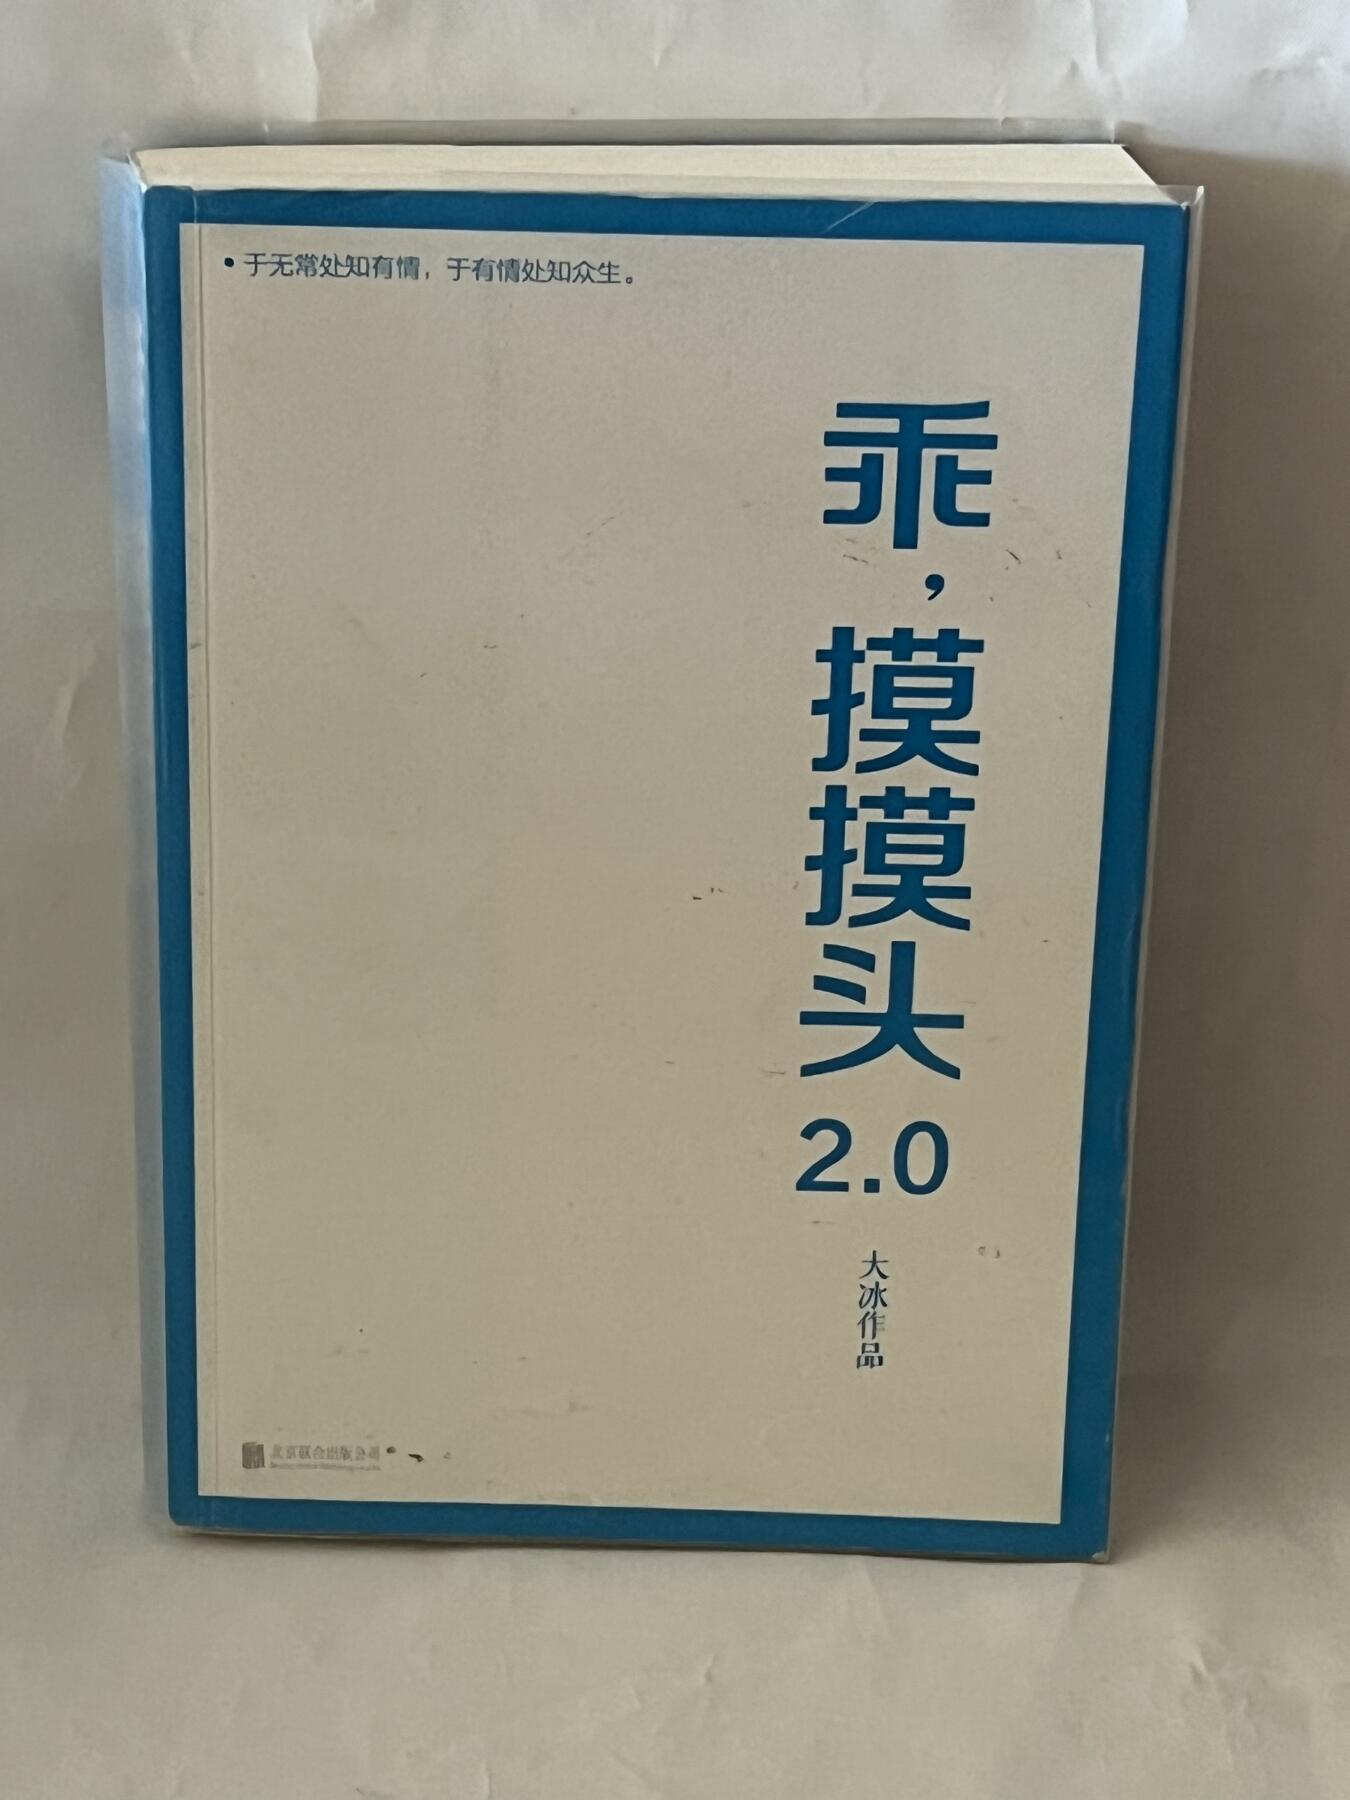 • 于无常处知有情，于有情处知众生。
乖，摸摸头
2.0
大冰作品
北京联合出版公司